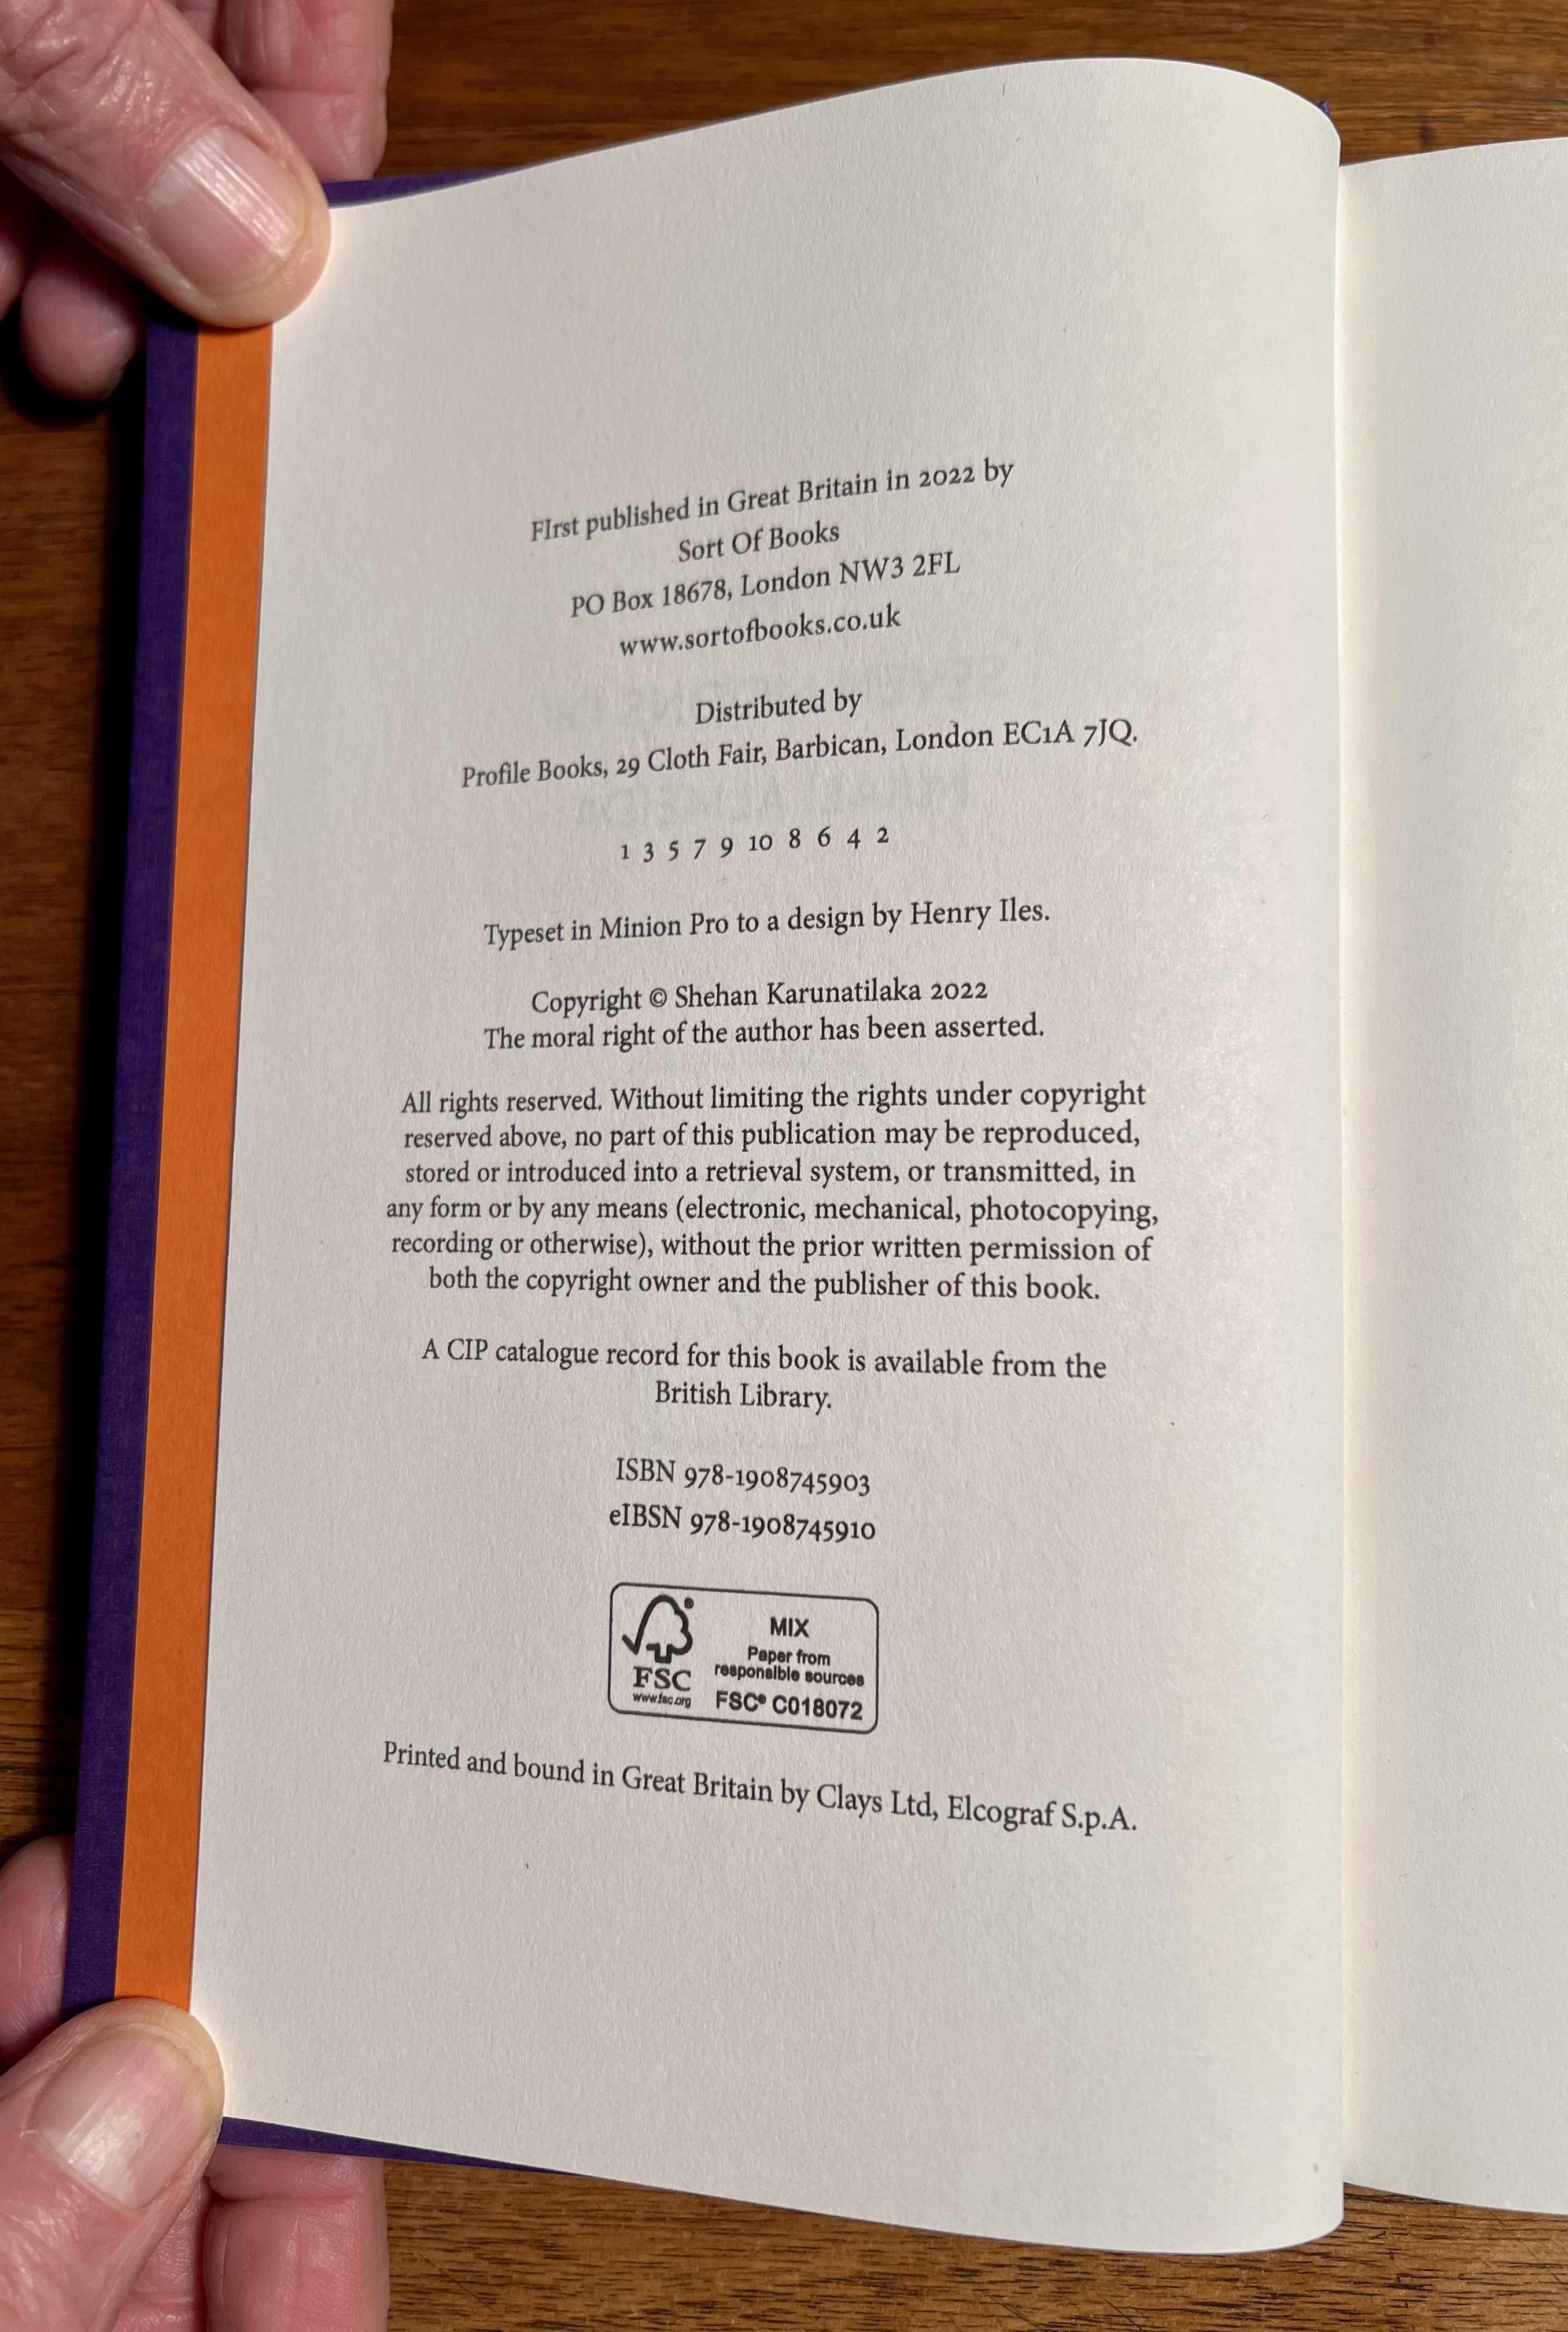 FIrst published in Great Britain in 2022 by
Sort Of Books
PO Box 18678, London NW3 2FL
www.sortofbooks.co.uk
Distributed by
Profile Books, 29 Cloth Fair, Barbican, London EC1A 7JQ.
1 3 5 7 9 10 8 6 4 2
Typeset in Minion Pro to a design by Henry Iles.
Copyright © Shehan Karunatilaka 2022
The moral right of the author has been asserted.
All rights reserved. Without limiting the rights under copyright
reserved above, no part of this publication may be reproduced,
stored or introduced into a retrieval system, or transmitted, in
any form or by any means (electronic, mechanical, photocopying,
recording or otherwise), without the prior written permission of
both the copyright owner and the publisher of this book.
A CIP catalogue record for this book is available from the
British Library.
ISBN 978-1908745903
eIBSN 978-1908745910
MIX
Paper from
responsible sources
FSC® C018072
FSC
www.fsc.org
Printed and bound in Great Britain by Clays Ltd, Elcograf S.p.A.